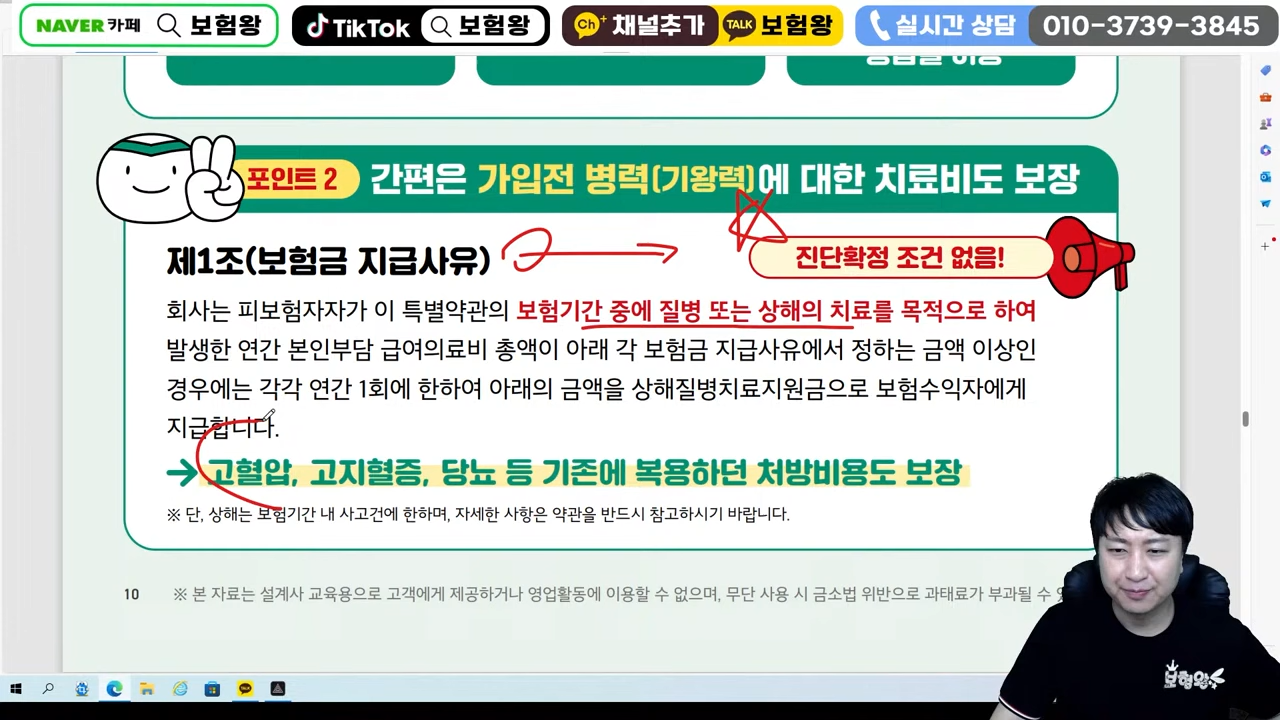 NAVER 카페 보험왕 TikTok 보험왕 Ch+ 채널추가 TALK 보험왕 실시간 상담 010-3739-3845
포인트 2 간편은 가입전 병력(기왕력)에 대한 치료비도 보장
제1조(보험금 지급사유)
진단확정 조건 없음!
회사는 피보험자자가 이 특별약관의 보험기간 중에 질병 또는 상해의 치료를 목적으로 하여
발생한 연간 본인부담 급여의료비 총액이 아래 각 보험금 지급사유에서 정하는 금액 이상인
경우에는 각각 연간 1회에 한하여 아래의 금액을 상해질병치료지원금으로 보험수익자에게
지급합니다.
→ 고혈압, 고지혈증, 당뇨 등 기존에 복용하던 처방비용도 보장
※ 단, 상해는 보험기간 내 사고건에 한하며, 자세한 사항은 약관을 반드시 참고하시기 바랍니다.
10 ※ 본 자료는 설계사 교육용으로 고객에게 제공하거나 영업활동에 이용할 수 없으며, 무단 사용 시 금소법 위반으로 과태료가 부과될 수
보험왕